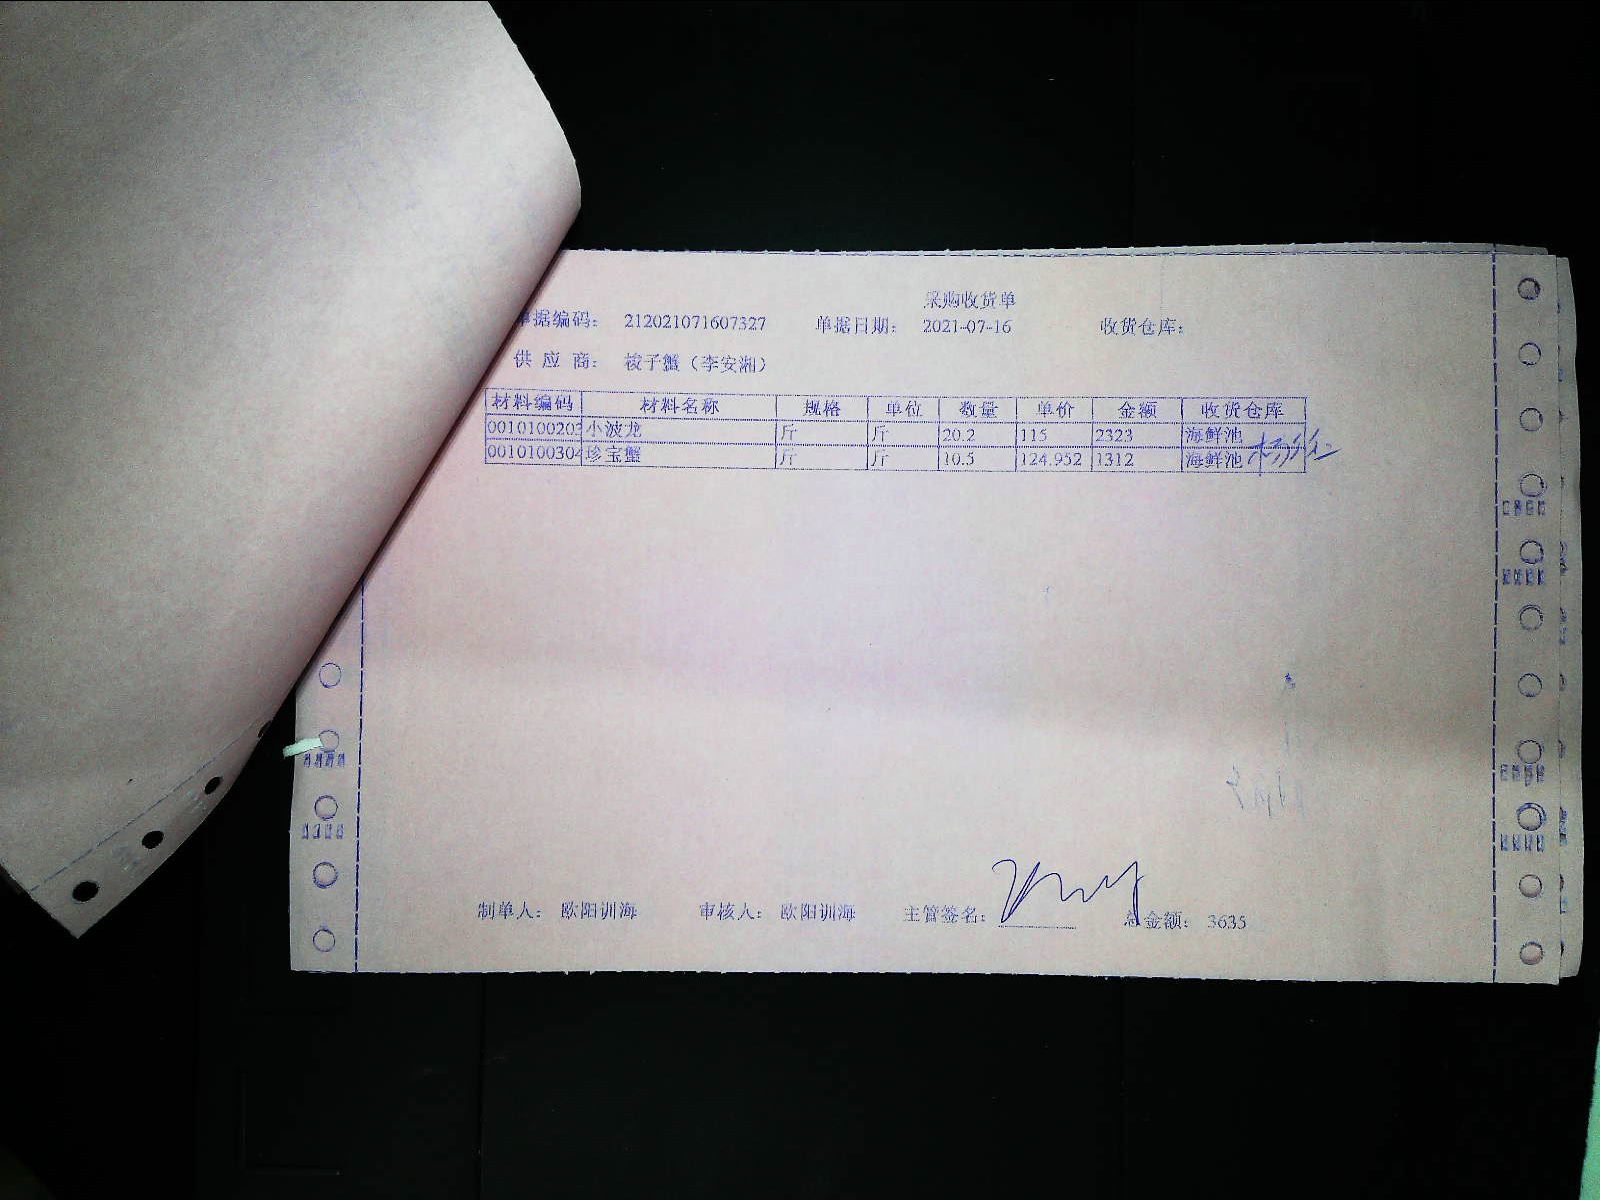 采购收货单
单据编码： 212021071607327 单据日期： 2021-07-16 收货仓库：
供 应 商： 梭子蟹（李安湘）
材料编码 材料名称 规格 单位 数量 单价 金额 收货仓库
0010100203 小波龙 斤 斤 20.2 115 2323 海鲜池
0010100304 珍宝蟹 斤 斤 10.5 124.952 1312 海鲜池
制单人： 欧阳训海 审核人： 欧阳训海 主管签名： 总金额： 3635